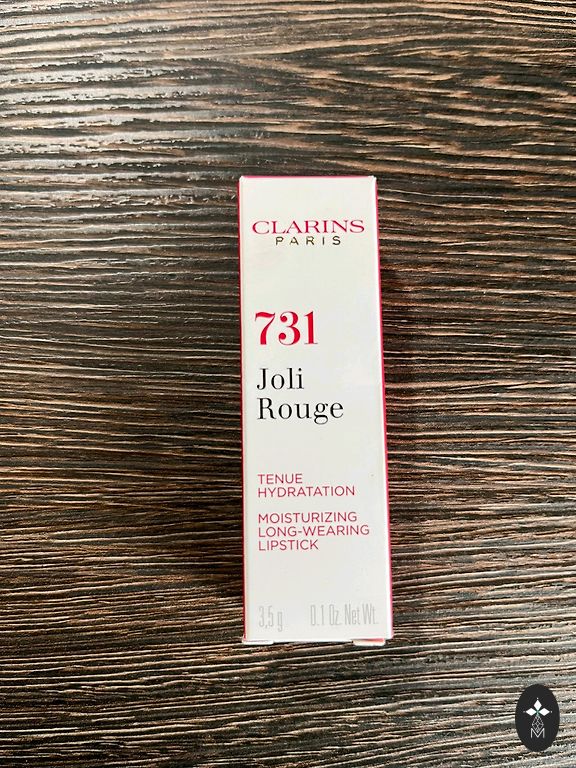 CLARINS
PARIS
731
Joli
Rouge
TENUE
HYDRATATION
MOISTURIZING
LONG-WEARING
LIPSTICK
3,5 g 0.1 Oz. Net Wt.
M